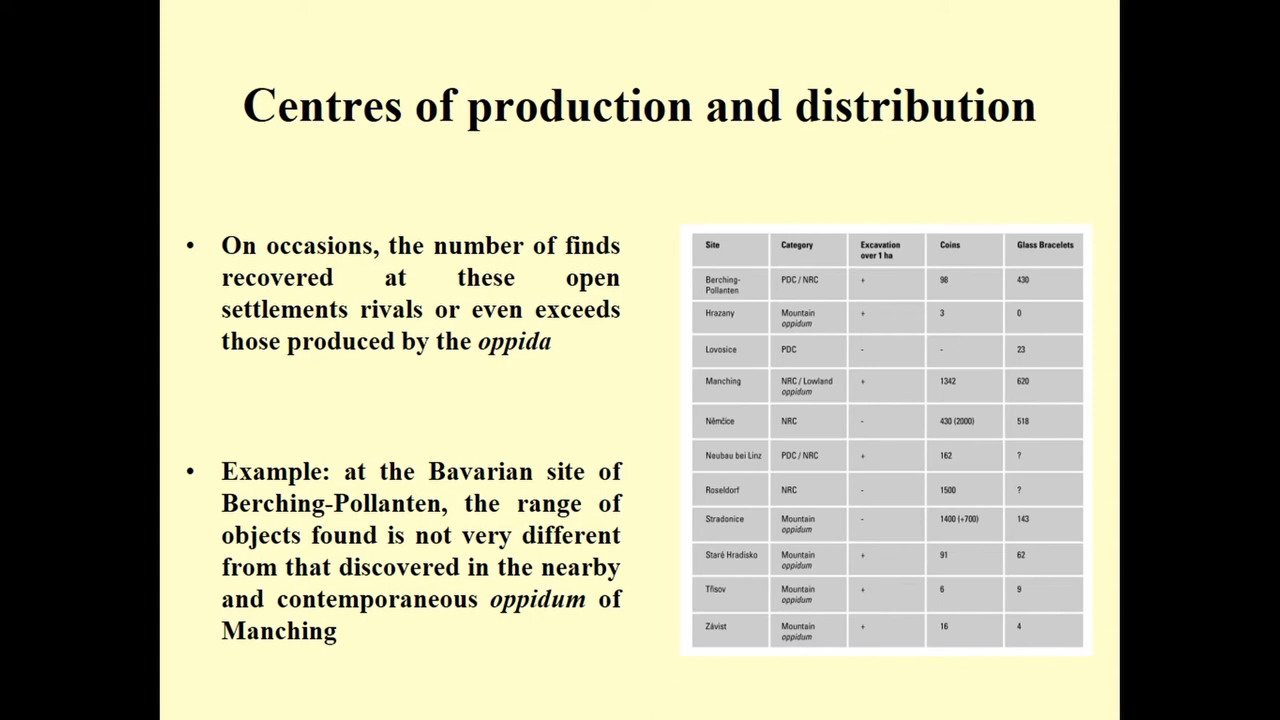 Centres of production and distribution
• On occasions, the number of finds
recovered at these open
settlements rivals or even exceeds
those produced by the oppida
• Example: at the Bavarian site of
Berching-Pollanten, the range of
objects found is not very different
from that discovered in the nearby
and contemporaneous oppidum of
Manching
Site Category Excavation over 1 ha Coins Glass Bracelets
Berching-Pollanten PDC / NRC + 98 430
Hrazany Mountain oppidum + 3 0
Lovosice PDC - - 23
Manching NRC / Lowland oppidum + 1342 620
Němčice NRC - 430 (2000) 518
Neubau bei Linz PDC / NRC + 162 ?
Roseldorf NRC - 1500 ?
Stradonice Mountain oppidum - 1400 (+700) 143
Staré Hradisko Mountain oppidum + 91 62
Třísov Mountain oppidum + 6 9
Závist Mountain oppidum + 16 4